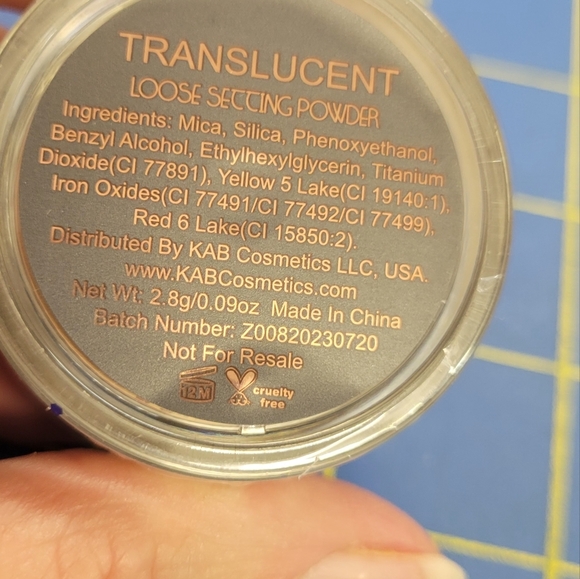 TRANSLUCENT
LOOSE SETTING POWDER
Ingredients: Mica, Silica, Phenoxyethanol,
Benzyl Alcohol, Ethylhexylglycerin, Titanium
Dioxide(CI 77891), Yellow 5 Lake(CI 19140:1),
Iron Oxides(CI 77491/CI 77492/CI 77499),
Red 6 Lake(CI 15850:2).
Distributed By KAB Cosmetics LLC, USA.
www.KABCosmetics.com
Net Wt: 2.8g/0.09oz Made In China
Batch Number: Z00820230720
Not For Resale
12M cruelty
free